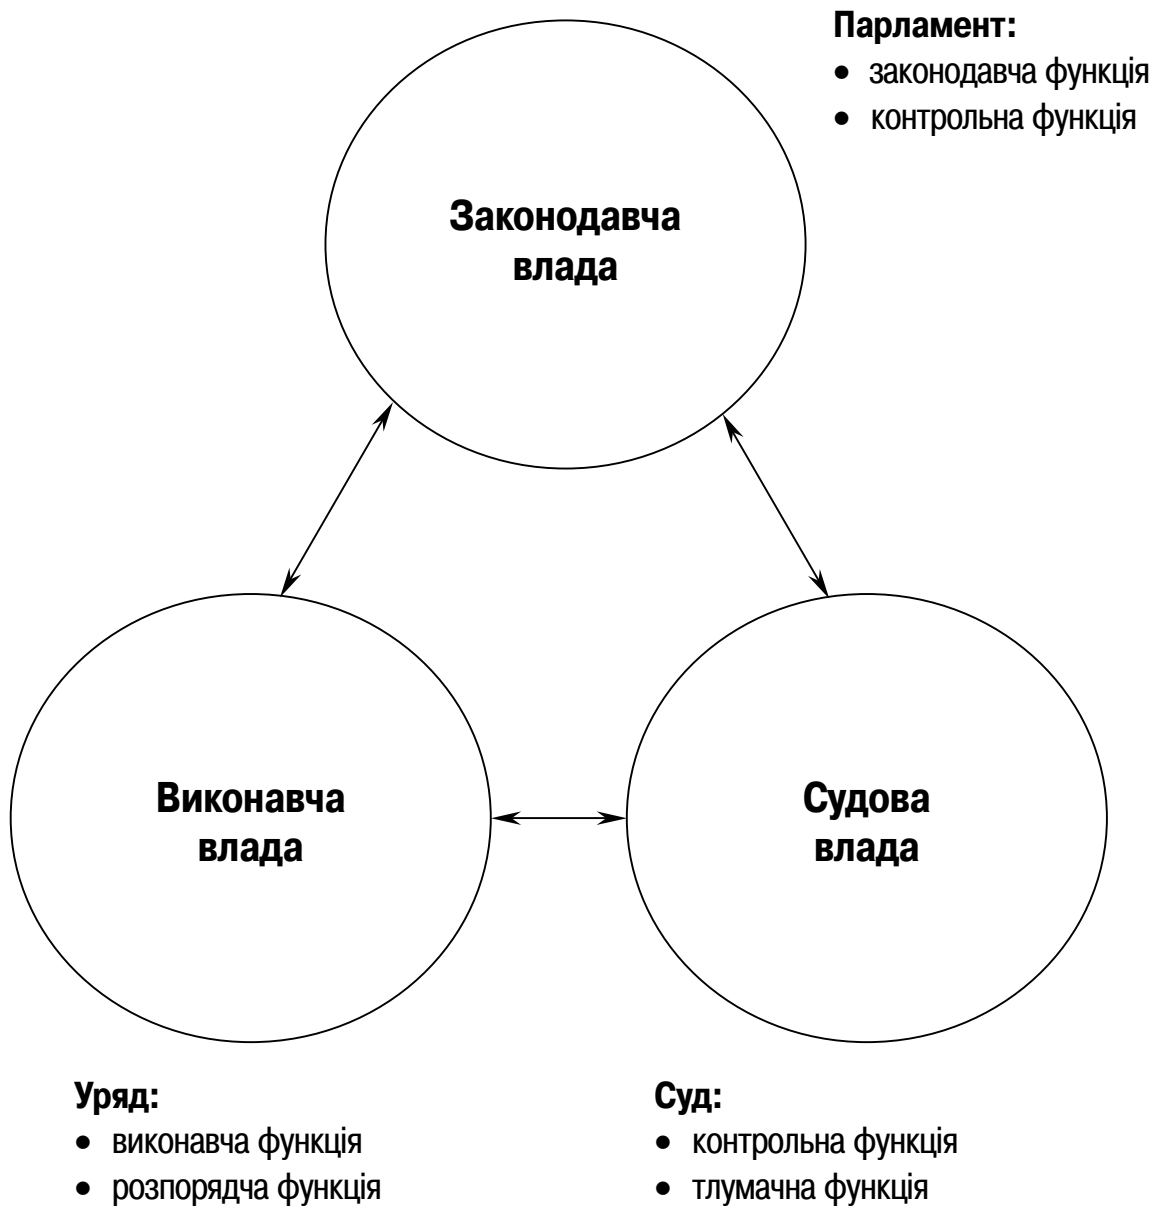 Парламент:
• законодавча функція
• контрольна функція
Законодавча
влада
Виконавча
влада
Судова
влада
Уряд:
• виконавча функція
• розпорядча функція
Суд:
• контрольна функція
• тлумачна функція